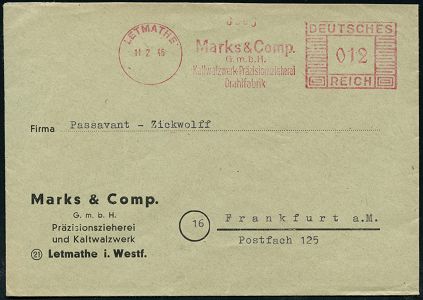 LETMATHE
11.2.46
Marks & Comp.
G.m.b.H.
Kaltwalzwerk-Präzisionszieherei
Drahtfabrik
DEUTSCHES
012
REICH
Firma Passavant - Zickwolff
Marks & Comp.
G. m. b. H.
Präzisionszieherei
und Kaltwalzwerk
21 Letmathe i. Westf.
16 Frankfurt a.M.
Postfach 125